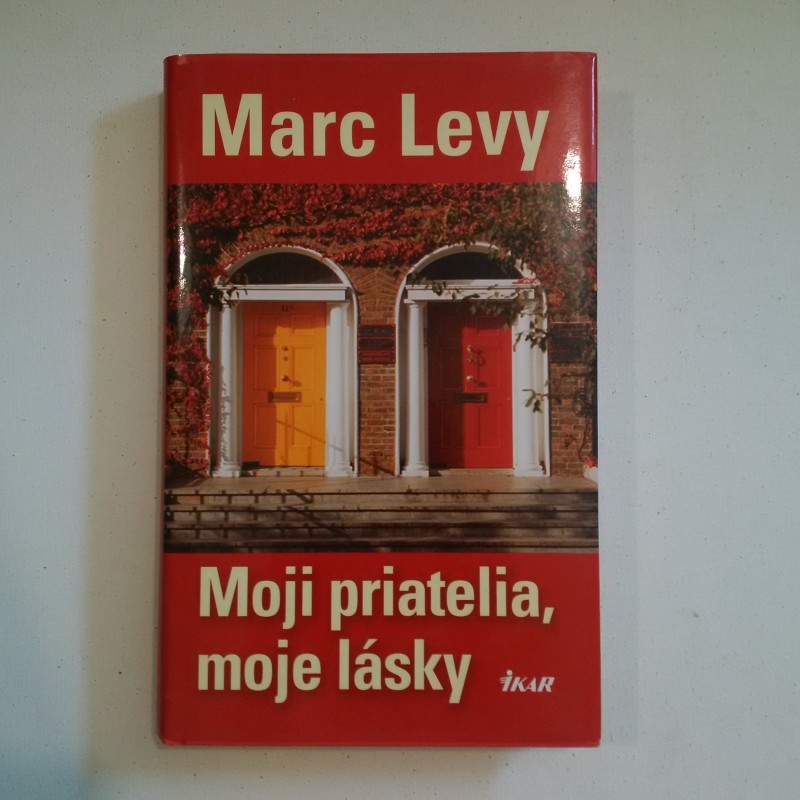 Marc Levy
Moji priatelia,
moje lásky
IKAR